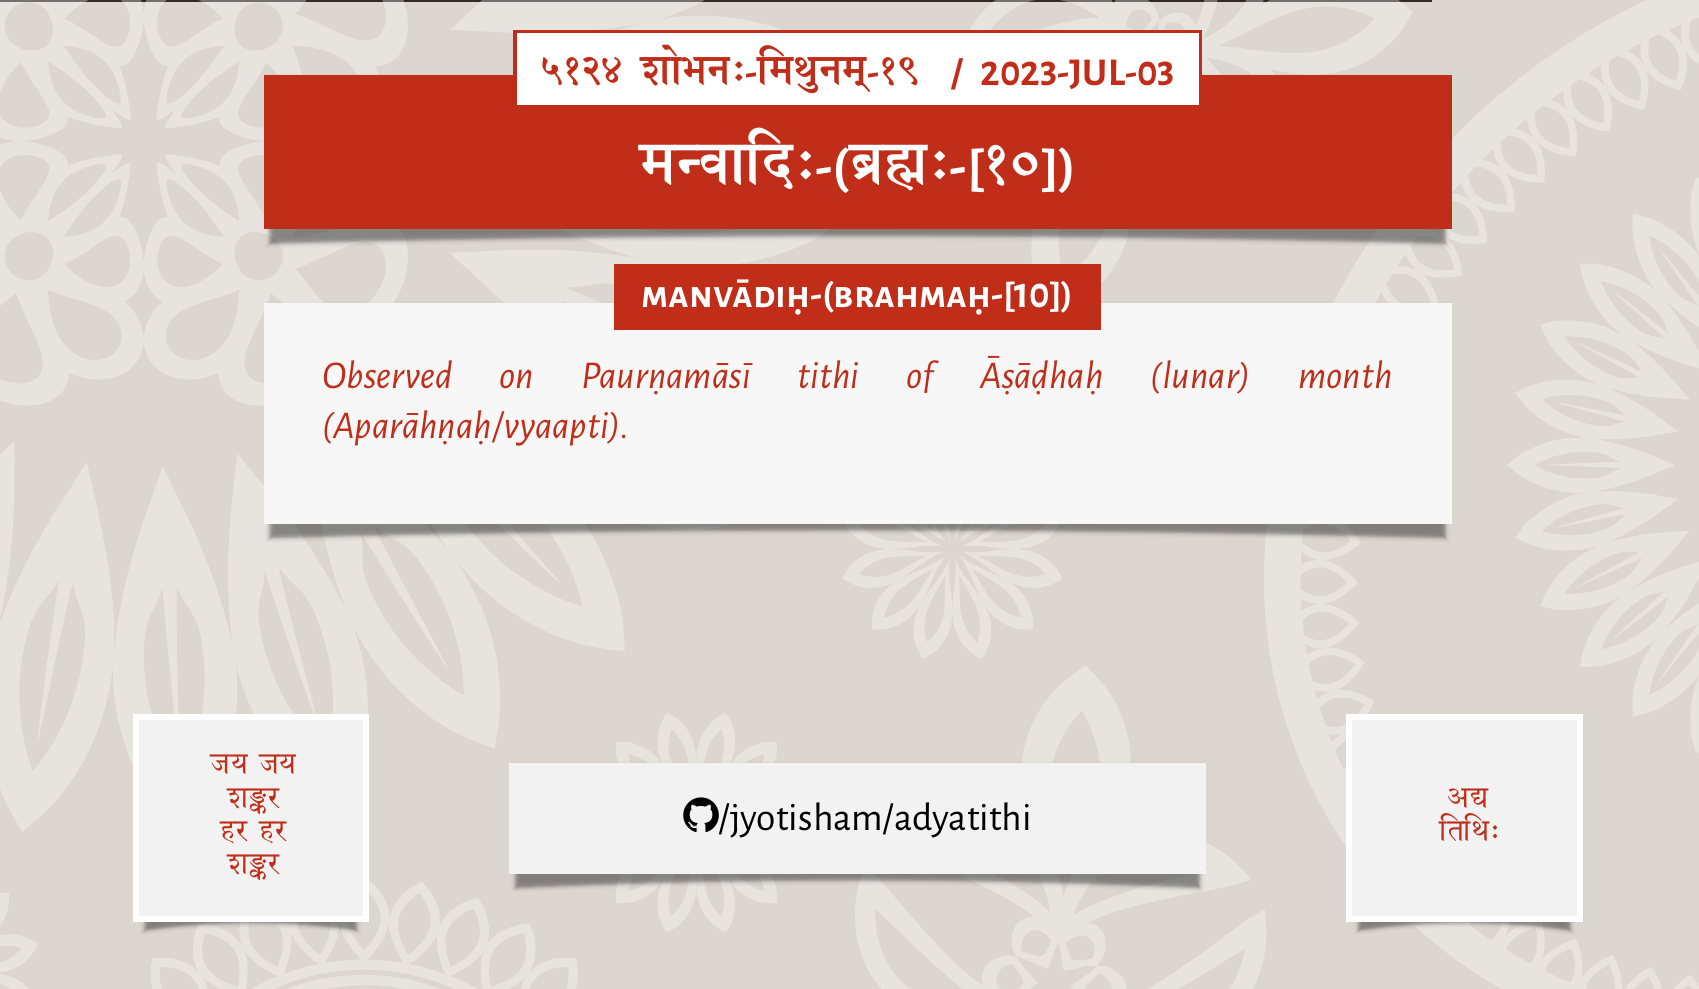 ५१२४ शोभनः-मिथुनम्-१९ / 2023-JUL-03
मन्वादिः-(ब्रह्मः-[१०])
MANVĀDIḤ-(BRAHMAḤ-[10])
Observed on Paurṇamāsī tithi of Āṣāḍhaḥ (lunar) month
(Aparāhṇaḥ/vyaapti).
जय जय
शङ्कर
हर हर
शङ्कर
/jyotisham/adyatithi
अद्य
तिथिः